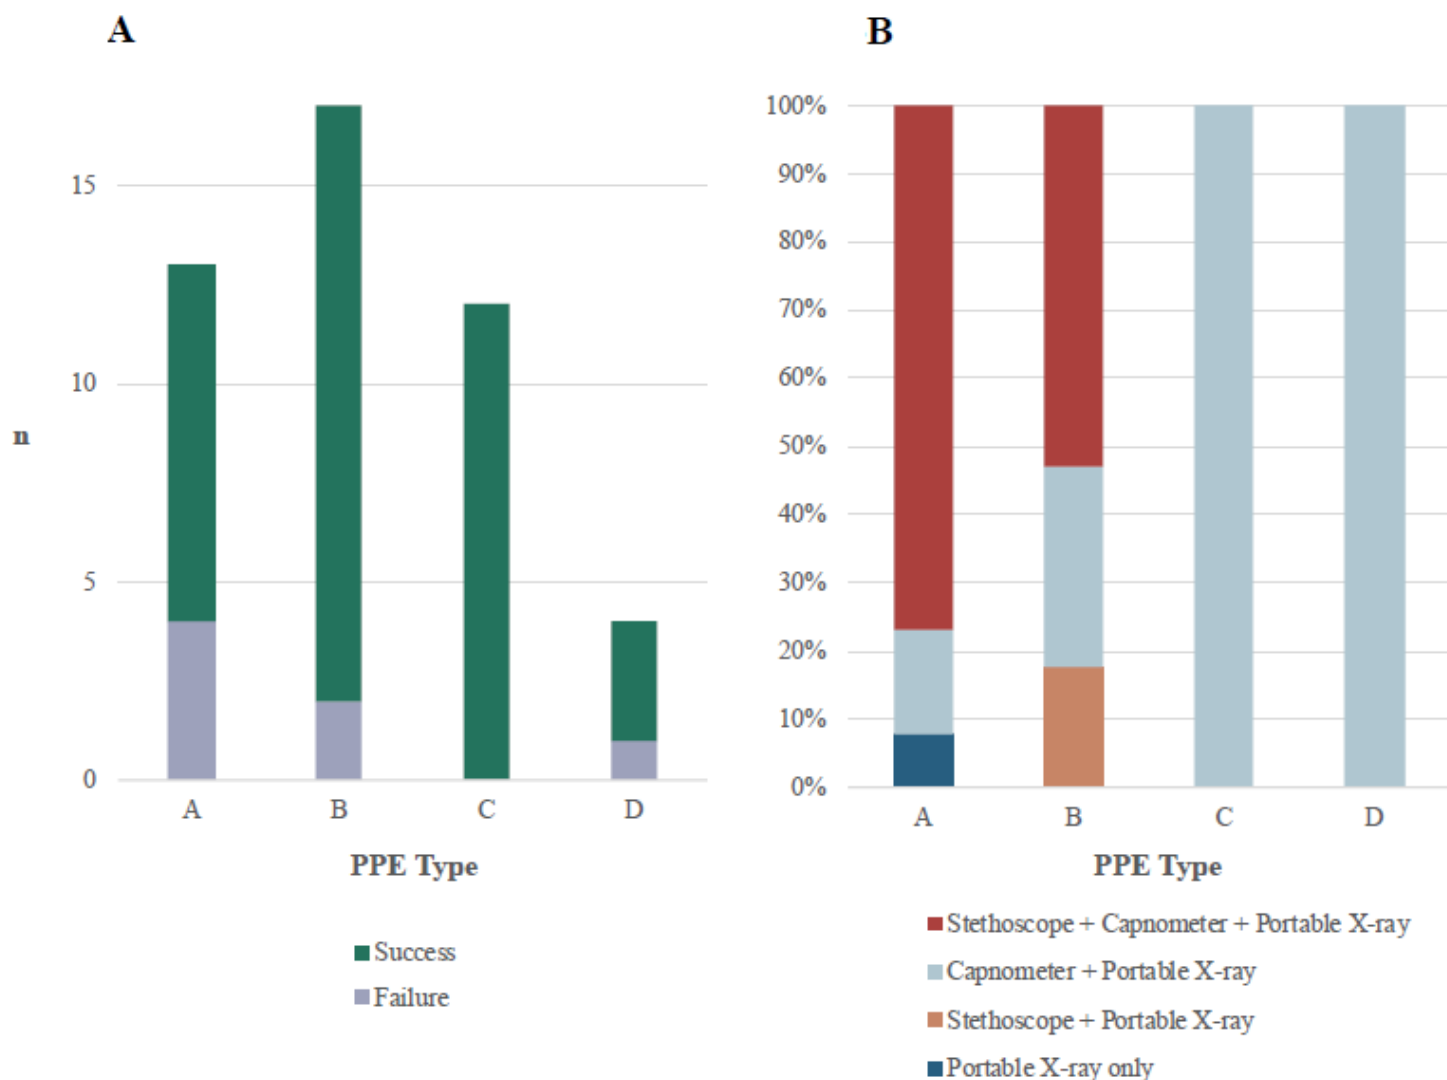 A
15
10
n
5
0
A B C D
PPE Type
Success
Failure
B
100%
90%
80%
70%
60%
50%
40%
30%
20%
10%
0%
A B C D
PPE Type
Stethoscope + Capnometer + Portable X-ray
Capnometer + Portable X-ray
Stethoscope + Portable X-ray
Portable X-ray only